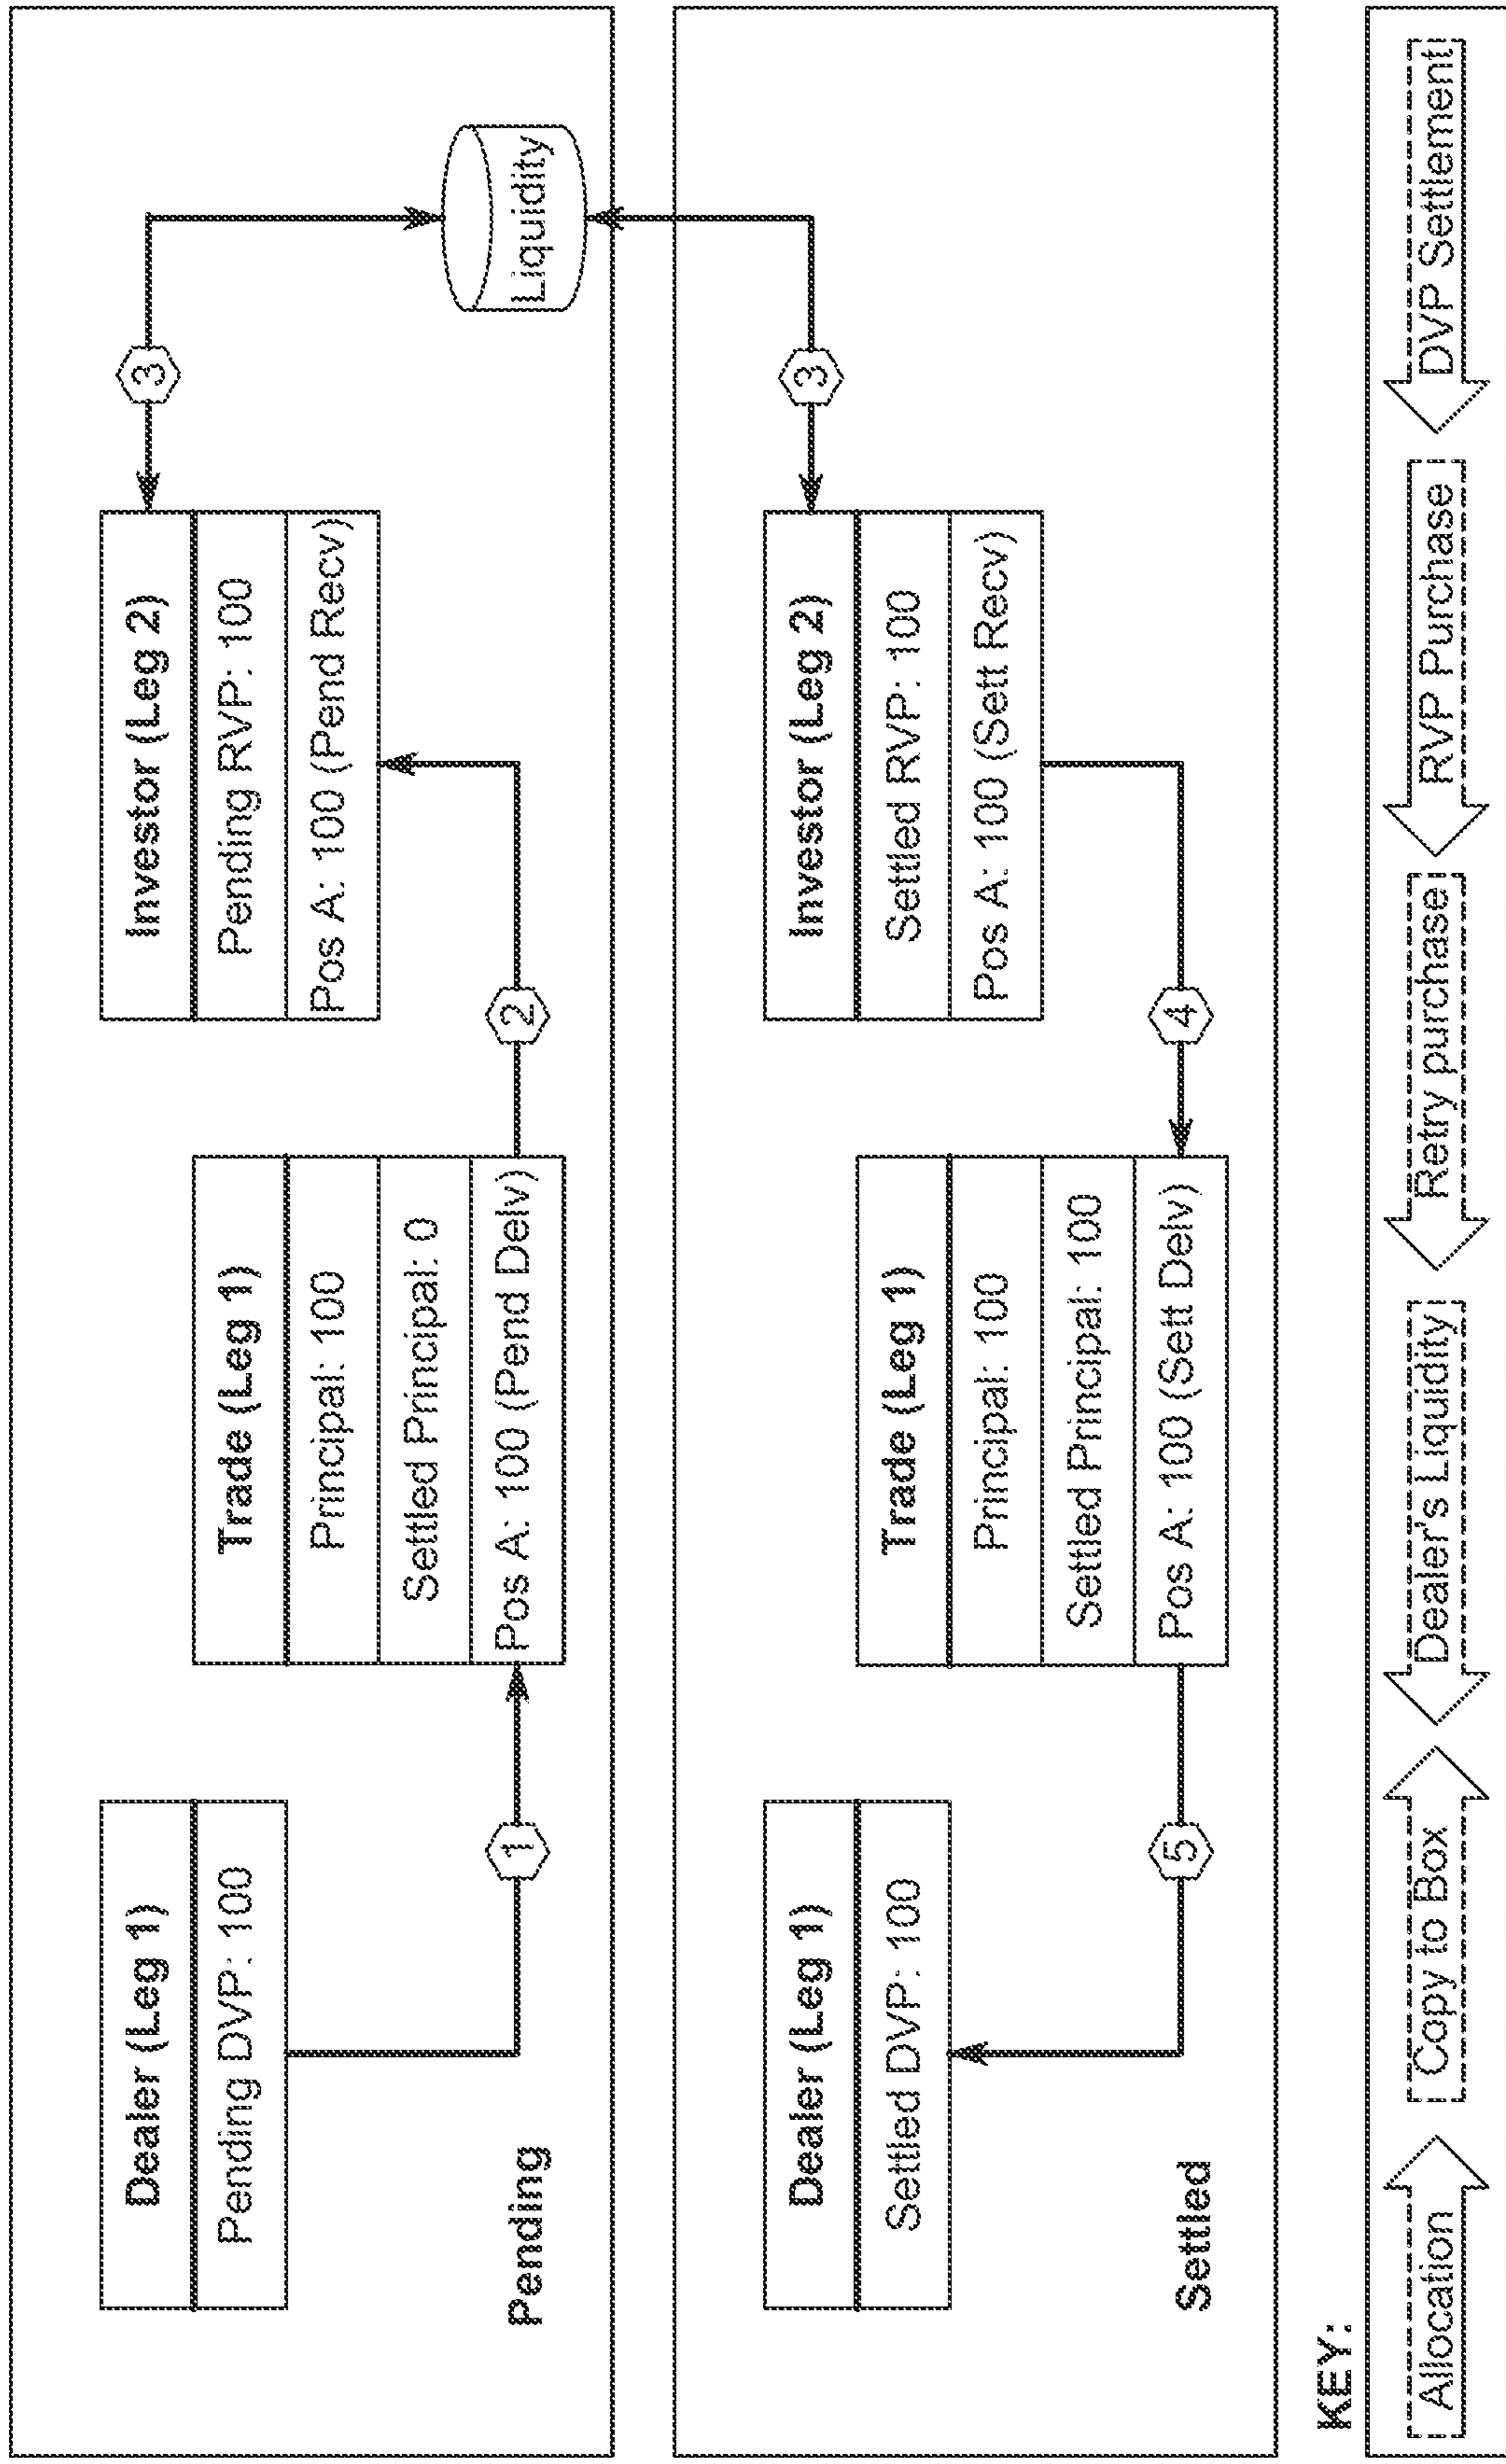 Dealer (Leg 1)
Pending DVP: 100
Pending
1
Trade (Leg 1)
Principal: 100
Settled Principal: 0
Pos A: 100 (Pend Delv)
2
Investor (Leg 2)
Pending RVP: 100
Pos A: 100 (Pend Recv)
3
Liquidity
Dealer (Leg 1)
Settled DVP: 100
Settled
5
Trade (Leg 1)
Principal: 100
Settled Principal: 100
Pos A: 100 (Sett Delv)
4
Investor (Leg 2)
Settled RVP: 100
Pos A: 100 (Sett Recv)
3
KEY:
Allocation
Copy to Box
Dealer's Liquidity
Retry purchase
RVP Purchase
DVP Settlement